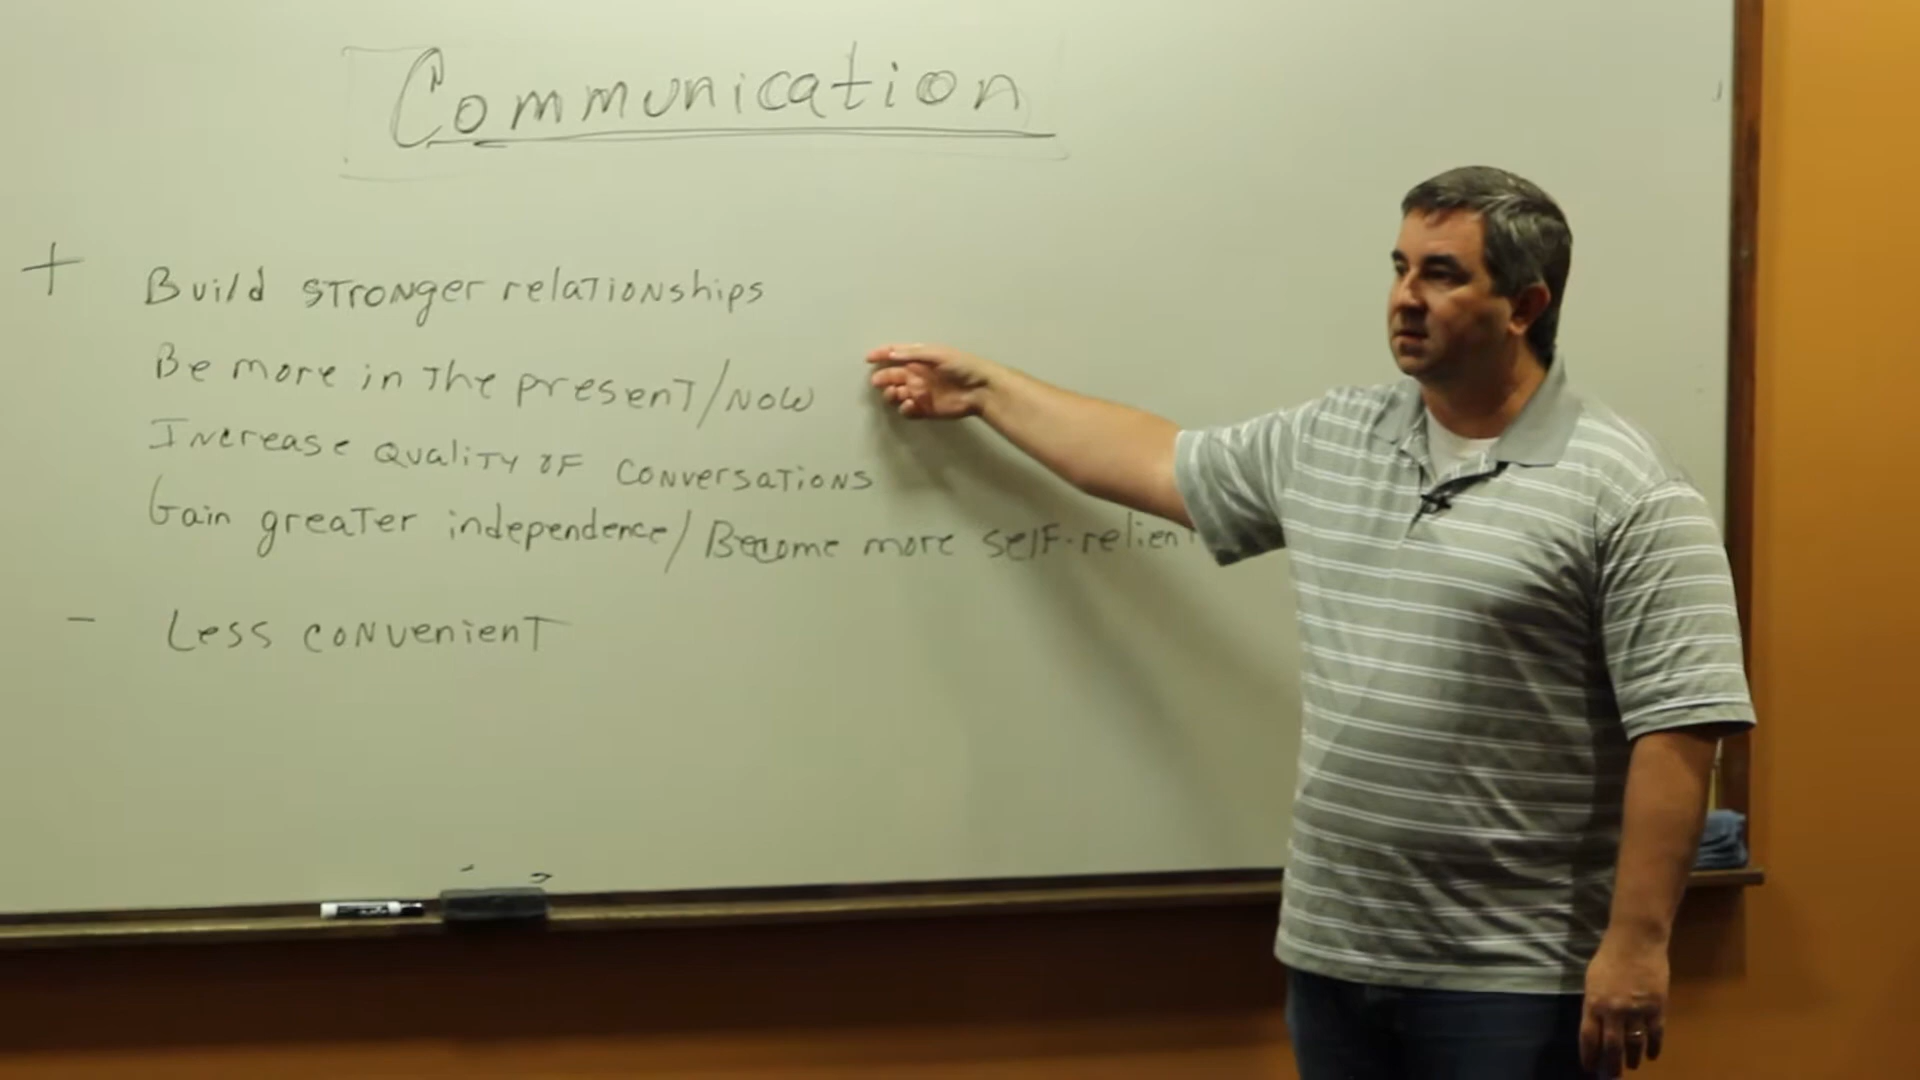 Communication
+ Build stronger relationships
Be more in the present/now
Increase quality of conversations
Gain greater independence/Become more self-relient
- Less convenient